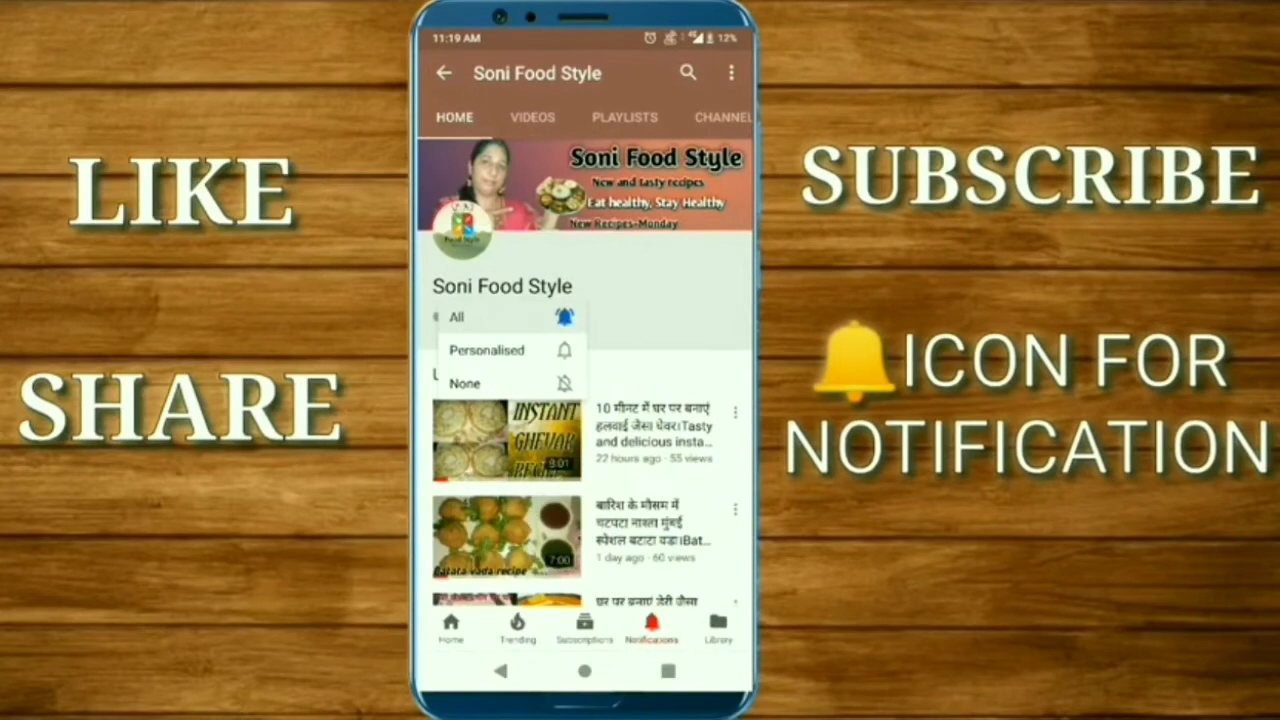 LIKE
SHARE
11:19 AM
12%
Soni Food Style
HOME VIDEOS PLAYLISTS CHANNEL
Soni Food Style
New and tasty recipes
Eat healthy, Stay Healthy
New Recipes-Monday
Soni Food Style
All
Personalised
None
INSTANT
GHEVAR
8:01
10 मीनट में घर पर बनाएं
हलवाई जैसा घेवर।Tasty
and delicious insta...
22 hours ago · 55 views
Batata vada recipe
7:00
बारिश के मौसम में
चटपटा नाश्ता मुंबई
स्पेशल बटाटा वडा।Bat...
1 day ago · 60 views
घर पर बनाएं डेरी जैसा
Home Trending Subscriptions Notifications Library
SUBSCRIBE
ICON FOR
NOTIFICATION